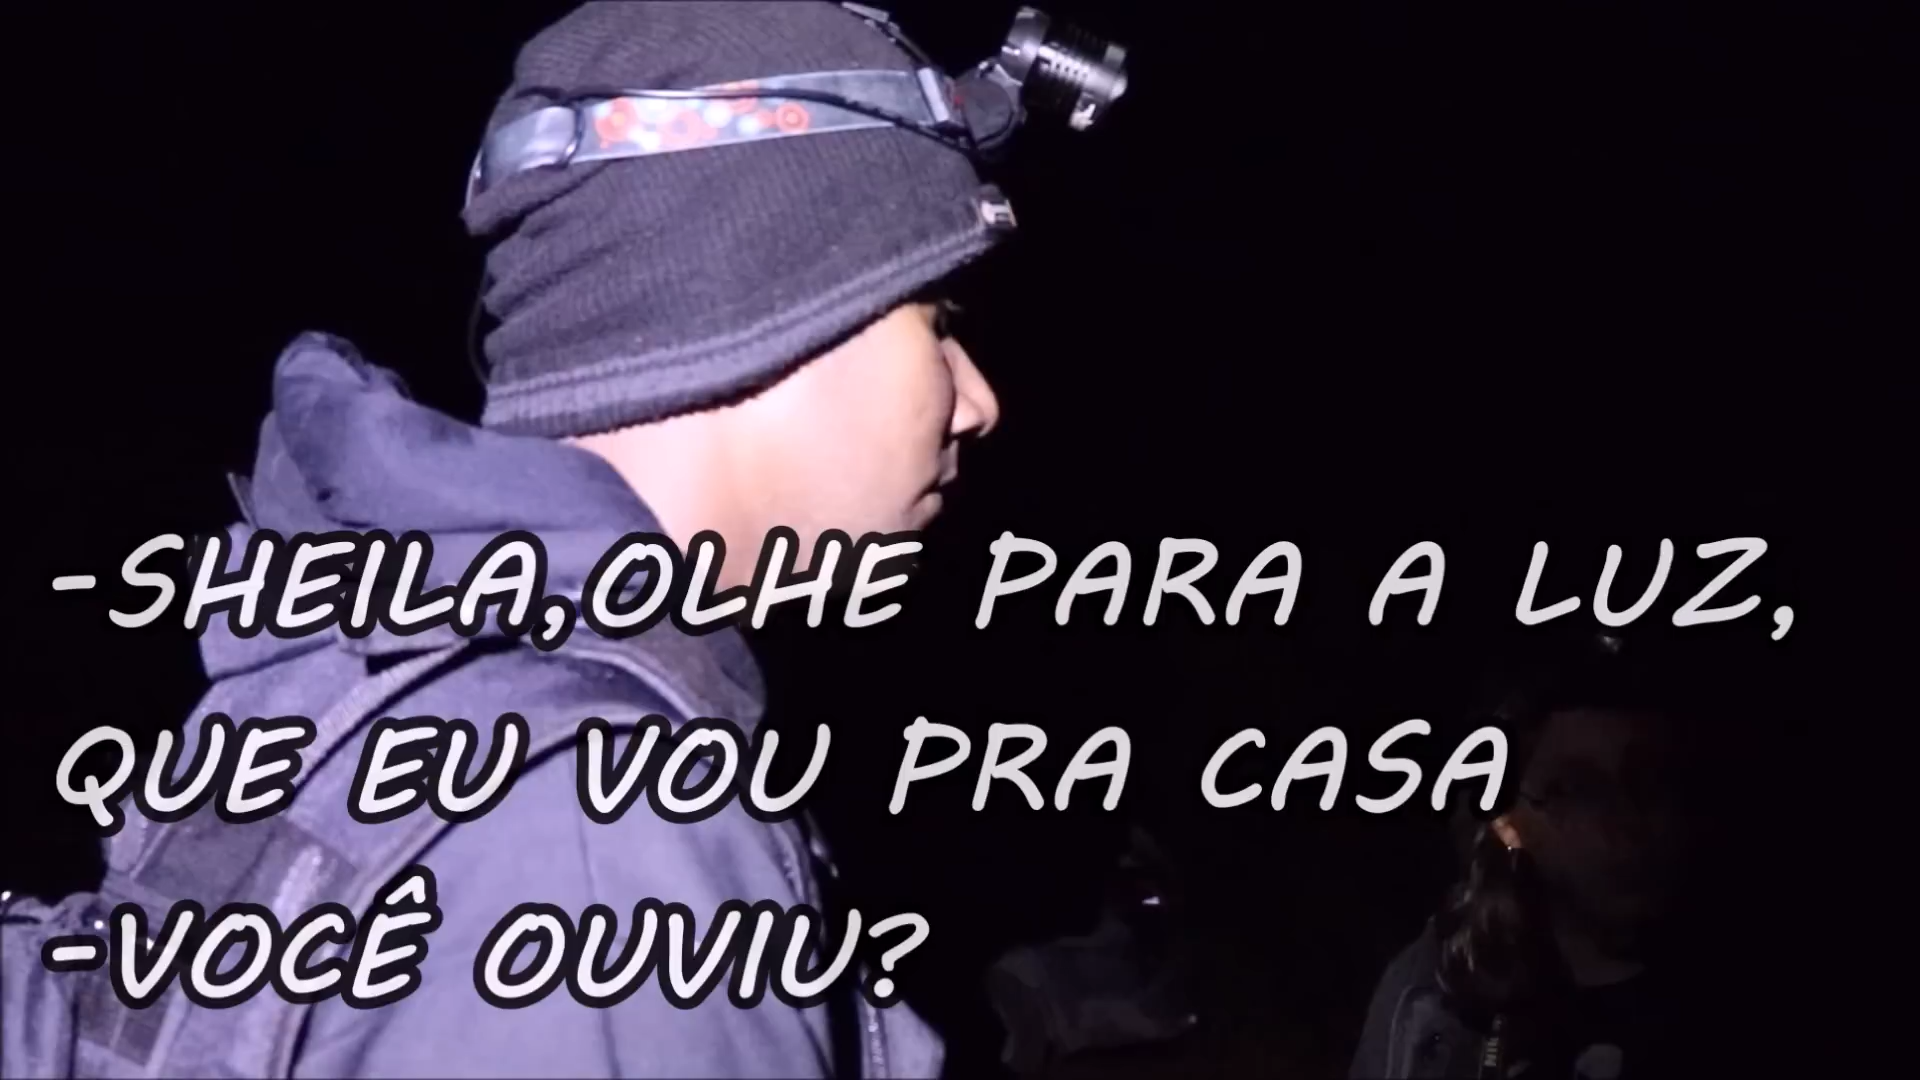 -SHEILA,OLHE PARA A LUZ,
QUE EU VOU PRA CASA
-VOCÊ OUVIU?